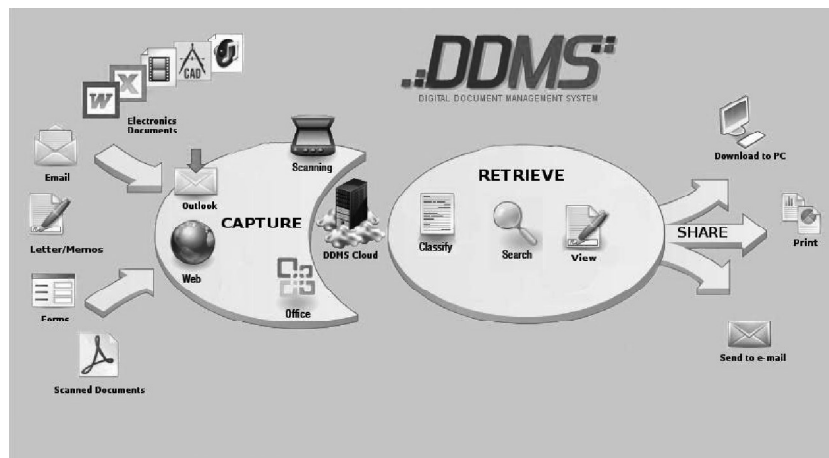 DDMS
DIGITAL DOCUMENT MANAGEMENT SYSTEM
W
X
CAD
Electronics
Documents
Email
Letter/Memos
Forms
Scanned Documents
Outlook
Scanning
CAPTURE
Web
Office
DDMS Cloud
RETRIEVE
Classify
Search
View
SHARE
Download to PC
Print
Send to e-mail